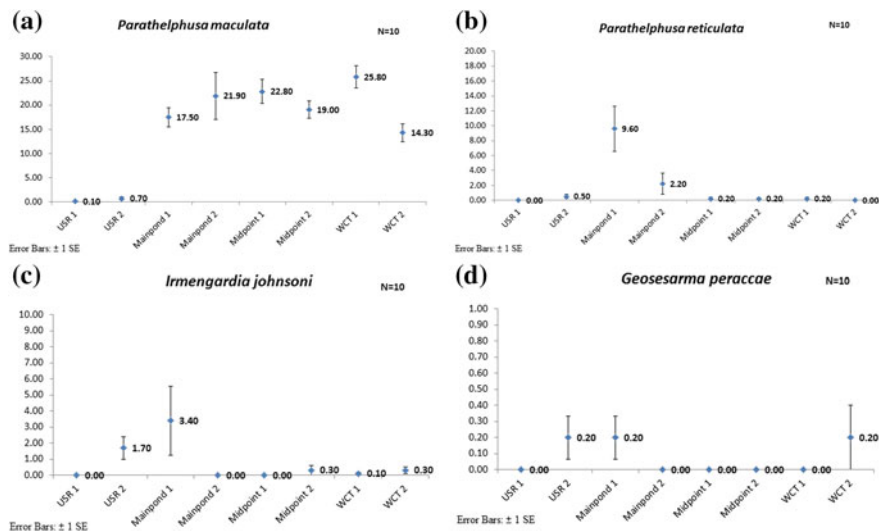 (a)
Parathelphusa maculata
N=10
30.00
25.00
20.00
15.00
10.00
5.00
0.00
0.10
0.70
17.50
21.90
22.80
19.00
25.80
14.30
USR 1
USR 2
Mainpond 1
Mainpond 2
Midpoint 1
Midpoint 2
WCT 1
WCT 2
Error Bars: ± 1 SE
(b)
Parathelphusa reticulata
N=10
20.00
18.00
16.00
14.00
12.00
10.00
8.00
6.00
4.00
2.00
0.00
0.00
0.50
9.60
2.20
0.20
0.20
0.20
0.00
USR 1
USR 2
Mainpond 1
Mainpond 2
Midpoint 1
Midpoint 2
WCT 1
WCT 2
Error Bars: ± 1 SE
(c)
Irmengardia johnsoni
N=10
10.00
9.00
8.00
7.00
6.00
5.00
4.00
3.00
2.00
1.00
0.00
0.00
1.70
3.40
0.00
0.00
0.30
0.10
0.30
USR 1
USR 2
Mainpond 1
Mainpond 2
Midpoint 1
Midpoint 2
WCT 1
WCT 2
Error Bars: ± 1 SE
(d)
Geosesarma peraccae
N=10
1.00
0.90
0.80
0.70
0.60
0.50
0.40
0.30
0.20
0.10
0.00
0.00
0.20
0.20
0.00
0.00
0.00
0.00
0.20
USR 1
USR 2
Mainpond 1
Mainpond 2
Midpoint 1
Midpoint 2
WCT 1
WCT 2
Error Bars: ± 1 SE